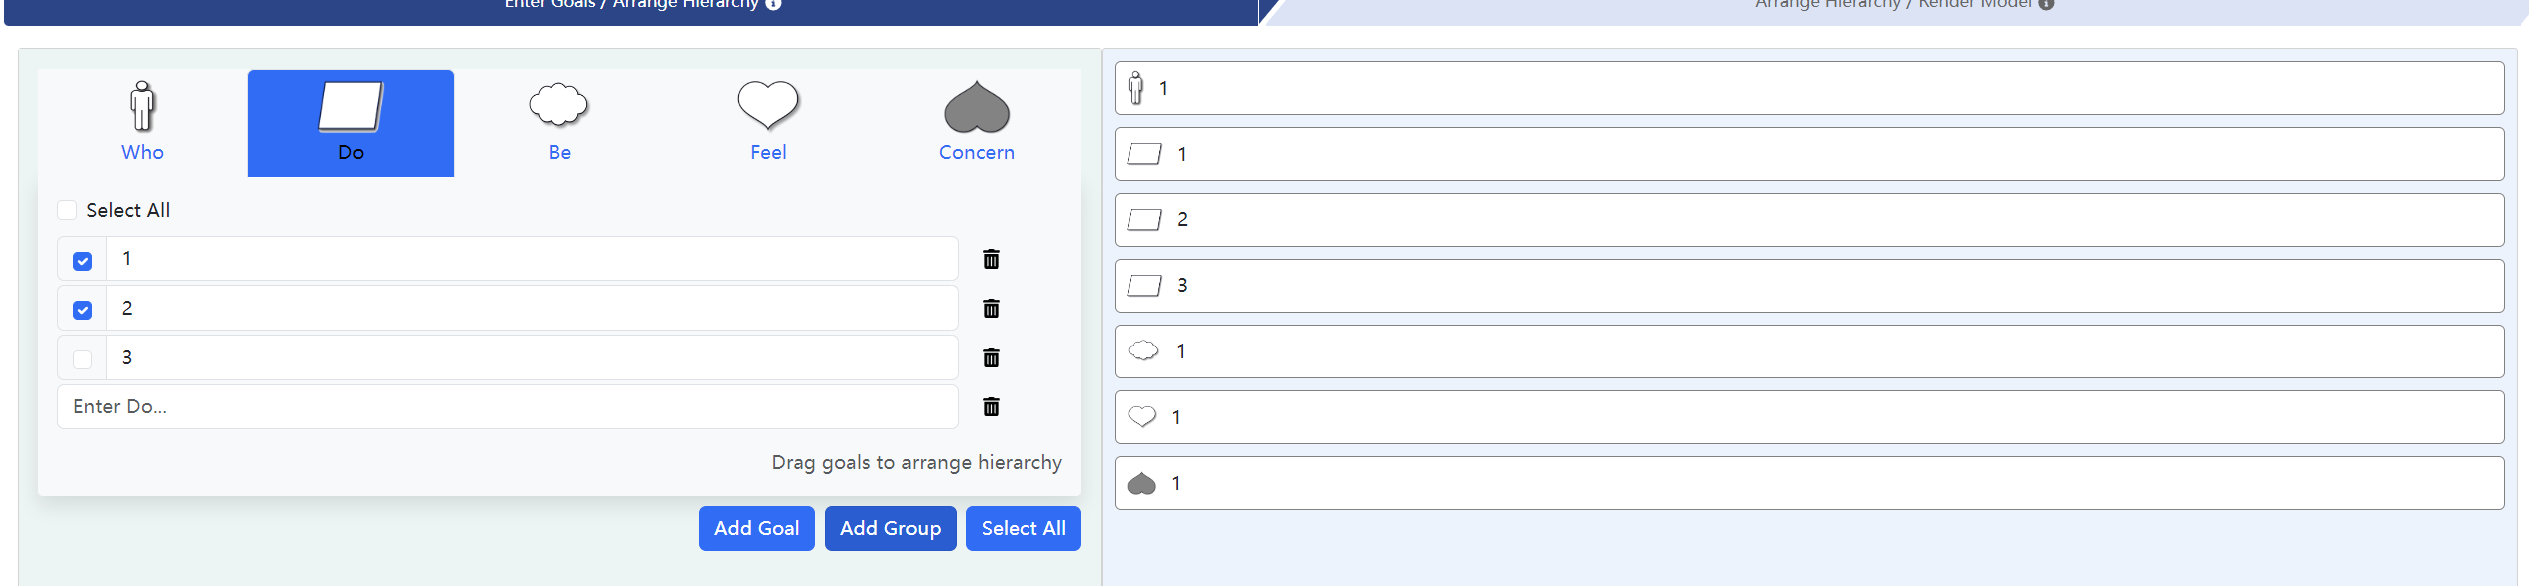 Enter Goals / Arrange Hierarchy
Arrange Hierarchy / Render Model
Who
Do
Be
Feel
Concern
Select All
1
2
3
Enter Do...
Drag goals to arrange hierarchy
Add Goal
Add Group
Select All
1
1
2
3
1
1
1